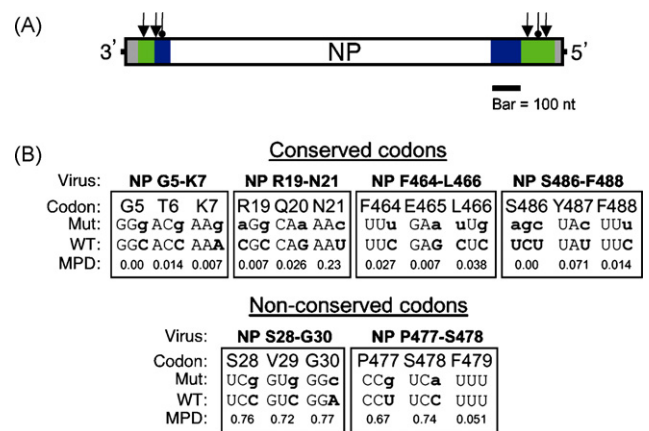 (A)
3’ NP 5’
Bar = 100 nt
(B)
Conserved codons
Virus: NP G5-K7 NP R19-N21 NP F464-L466 NP S486-F488
Codon: G5 T6 K7 R19 Q20 N21 F464 E465 L466 S486 Y487 F488
Mut: GGg ACg AAg aGg CAa AAc UUu GAa uUg agc UAc UUu
WT: GGC ACC AAA CGC CAG AAU UUC GAG CUC UCU UAU UUC
MPD: 0.00 0.014 0.007 0.007 0.026 0.23 0.027 0.007 0.038 0.00 0.071 0.014
Non-conserved codons
Virus: NP S28-G30 NP P477-S478
Codon: S28 V29 G30 P477 S478 F479
Mut: UCg GUg GGc CCg UCa UUU
WT: UCC GUC GGA CCU UCC UUU
MPD: 0.76 0.72 0.77 0.67 0.74 0.051